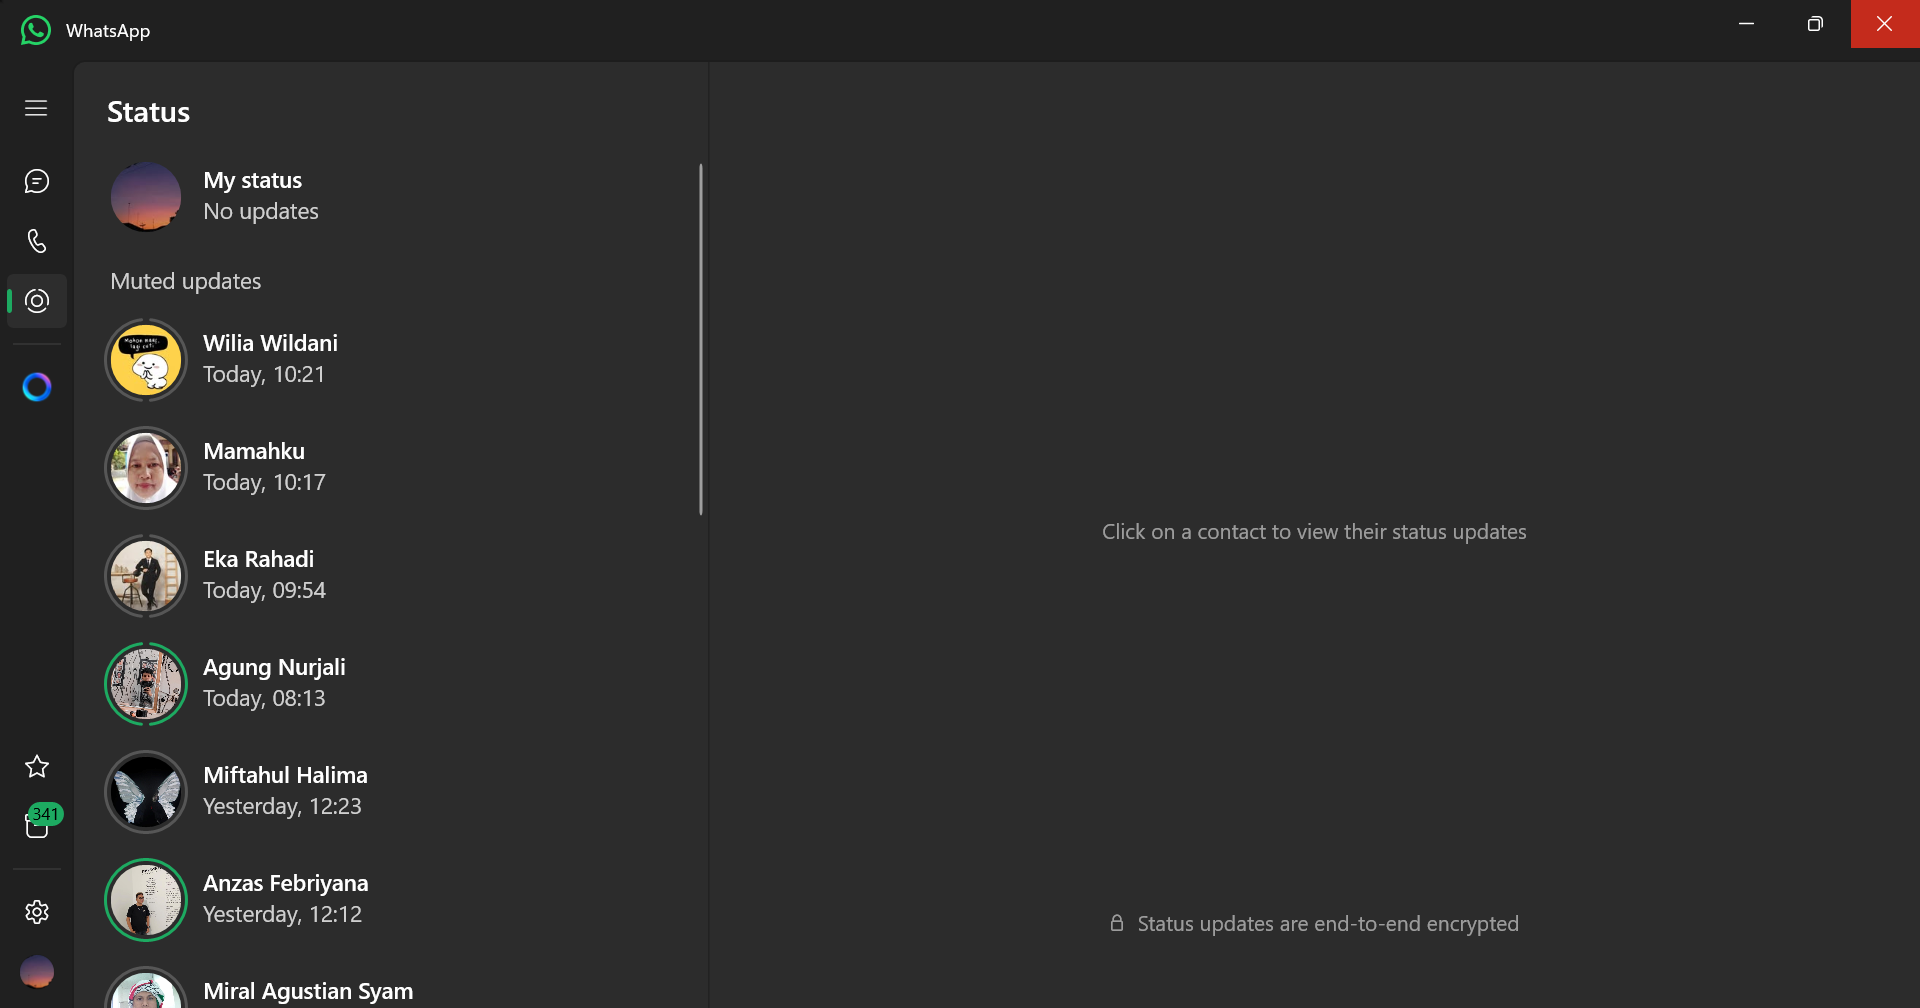 WhatsApp
Status
My status
No updates
Muted updates
Wilia Wildani
Today, 10:21
Mamahku
Today, 10:17
Eka Rahadi
Today, 09:54
Agung Nurjali
Today, 08:13
Miftahul Halima
Yesterday, 12:23
Anzas Febriyana
Yesterday, 12:12
Miral Agustian Syam
341
Click on a contact to view their status updates
Status updates are end-to-end encrypted